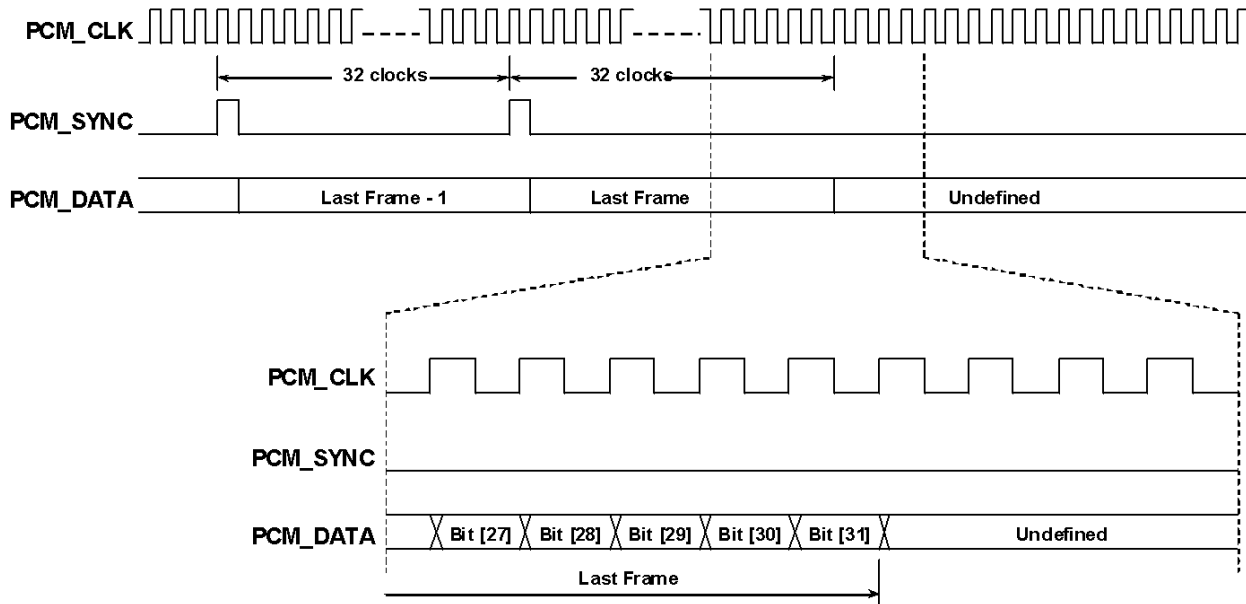 PCM_CLK
32 clocks 32 clocks
PCM_SYNC
PCM_DATA Last Frame - 1 Last Frame Undefined
PCM_CLK
PCM_SYNC
PCM_DATA Bit [27] Bit [28] Bit [29] Bit [30] Bit [31] Undefined
Last Frame